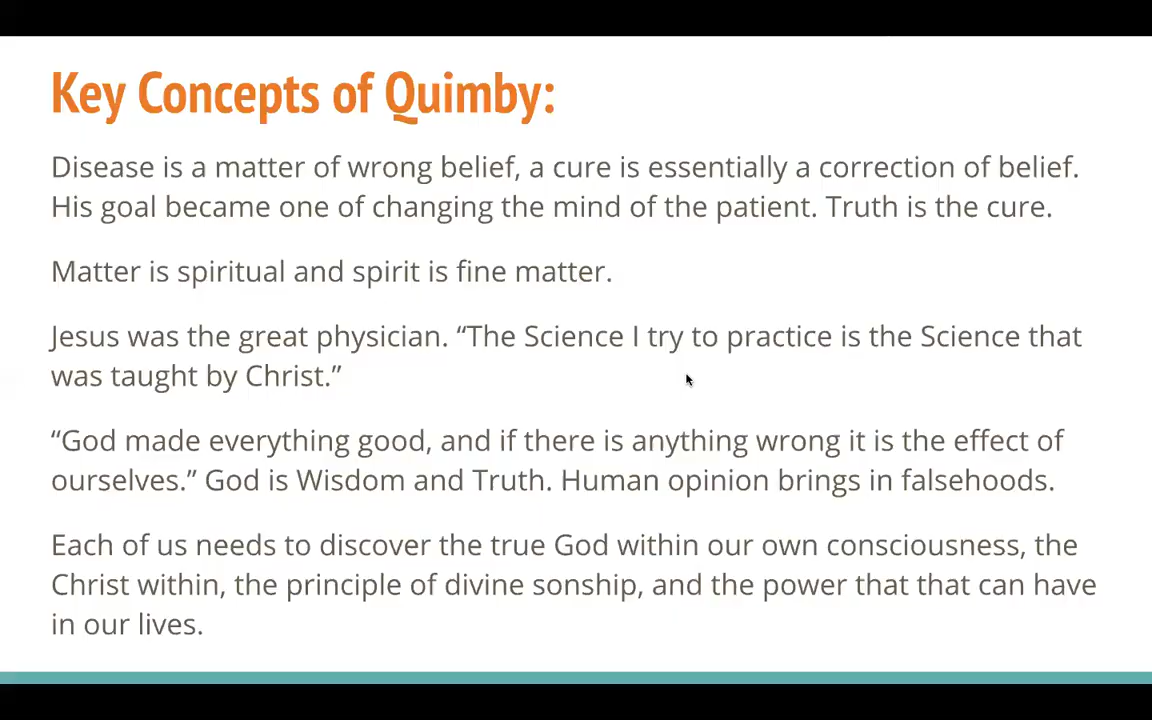 Key Concepts of Quimby:
Disease is a matter of wrong belief, a cure is essentially a correction of belief.
His goal became one of changing the mind of the patient. Truth is the cure.
Matter is spiritual and spirit is fine matter.
Jesus was the great physician. “The Science I try to practice is the Science that
was taught by Christ.”
“God made everything good, and if there is anything wrong it is the effect of
ourselves.” God is Wisdom and Truth. Human opinion brings in falsehoods.
Each of us needs to discover the true God within our own consciousness, the
Christ within, the principle of divine sonship, and the power that that can have
in our lives.